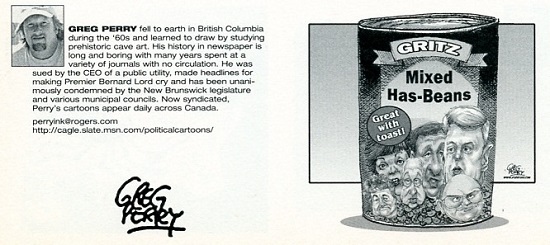 GREG PERRY fell to earth in British Columbia
during the '60s and learned to draw by studying
prehistoric cave art. His history in newspaper is
long and boring with many years spent at a
variety of journals with no circulation. He was
sued by the CEO of a public utility, made headlines for
making Premier Bernard Lord cry and has been unani-
mously condemned by the New Brunswick legislature
and various municipal councils. Now syndicated,
Perry's cartoons appear daily across Canada.
perryink@rogers.com
http://cagle.slate.msn.com/politicalcartoons/
GREG
PERRY
GRITZ
Mixed
Has-Beans
Great
with
toast!
GREG
PERRY